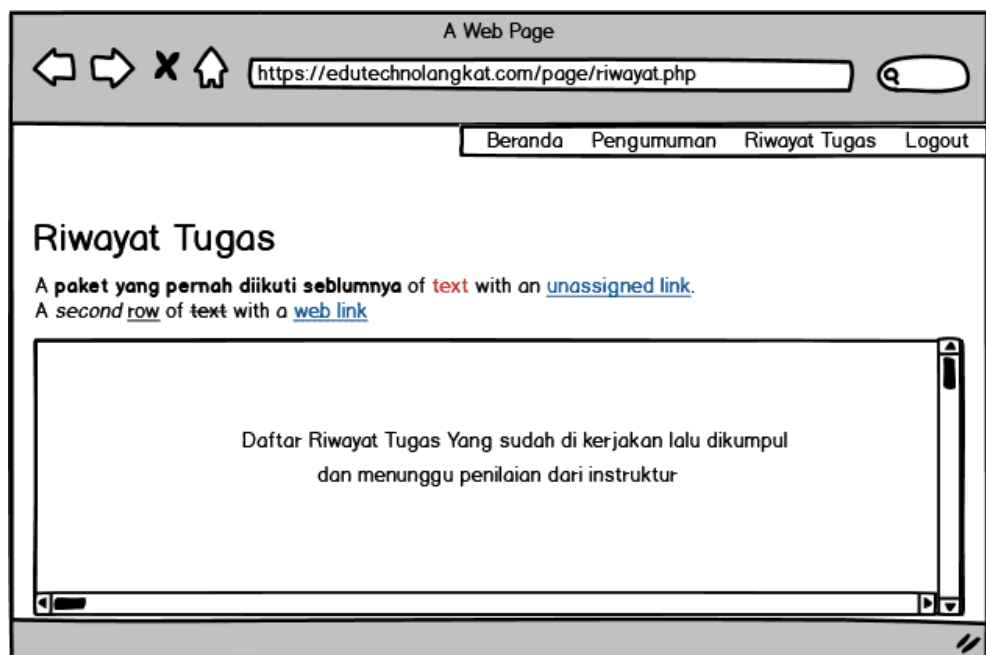 A Web Page
https://edutechnolangkat.com/page/riwayat.php
Beranda Pengumuman Riwayat Tugas Logout
Riwayat Tugas
A paket yang pernah diikuti seblumnya of text with an unassigned link.
A second row of text with a web link
Daftar Riwayat Tugas Yang sudah di kerjakan lalu dikumpul
dan menunggu penilaian dari instruktur